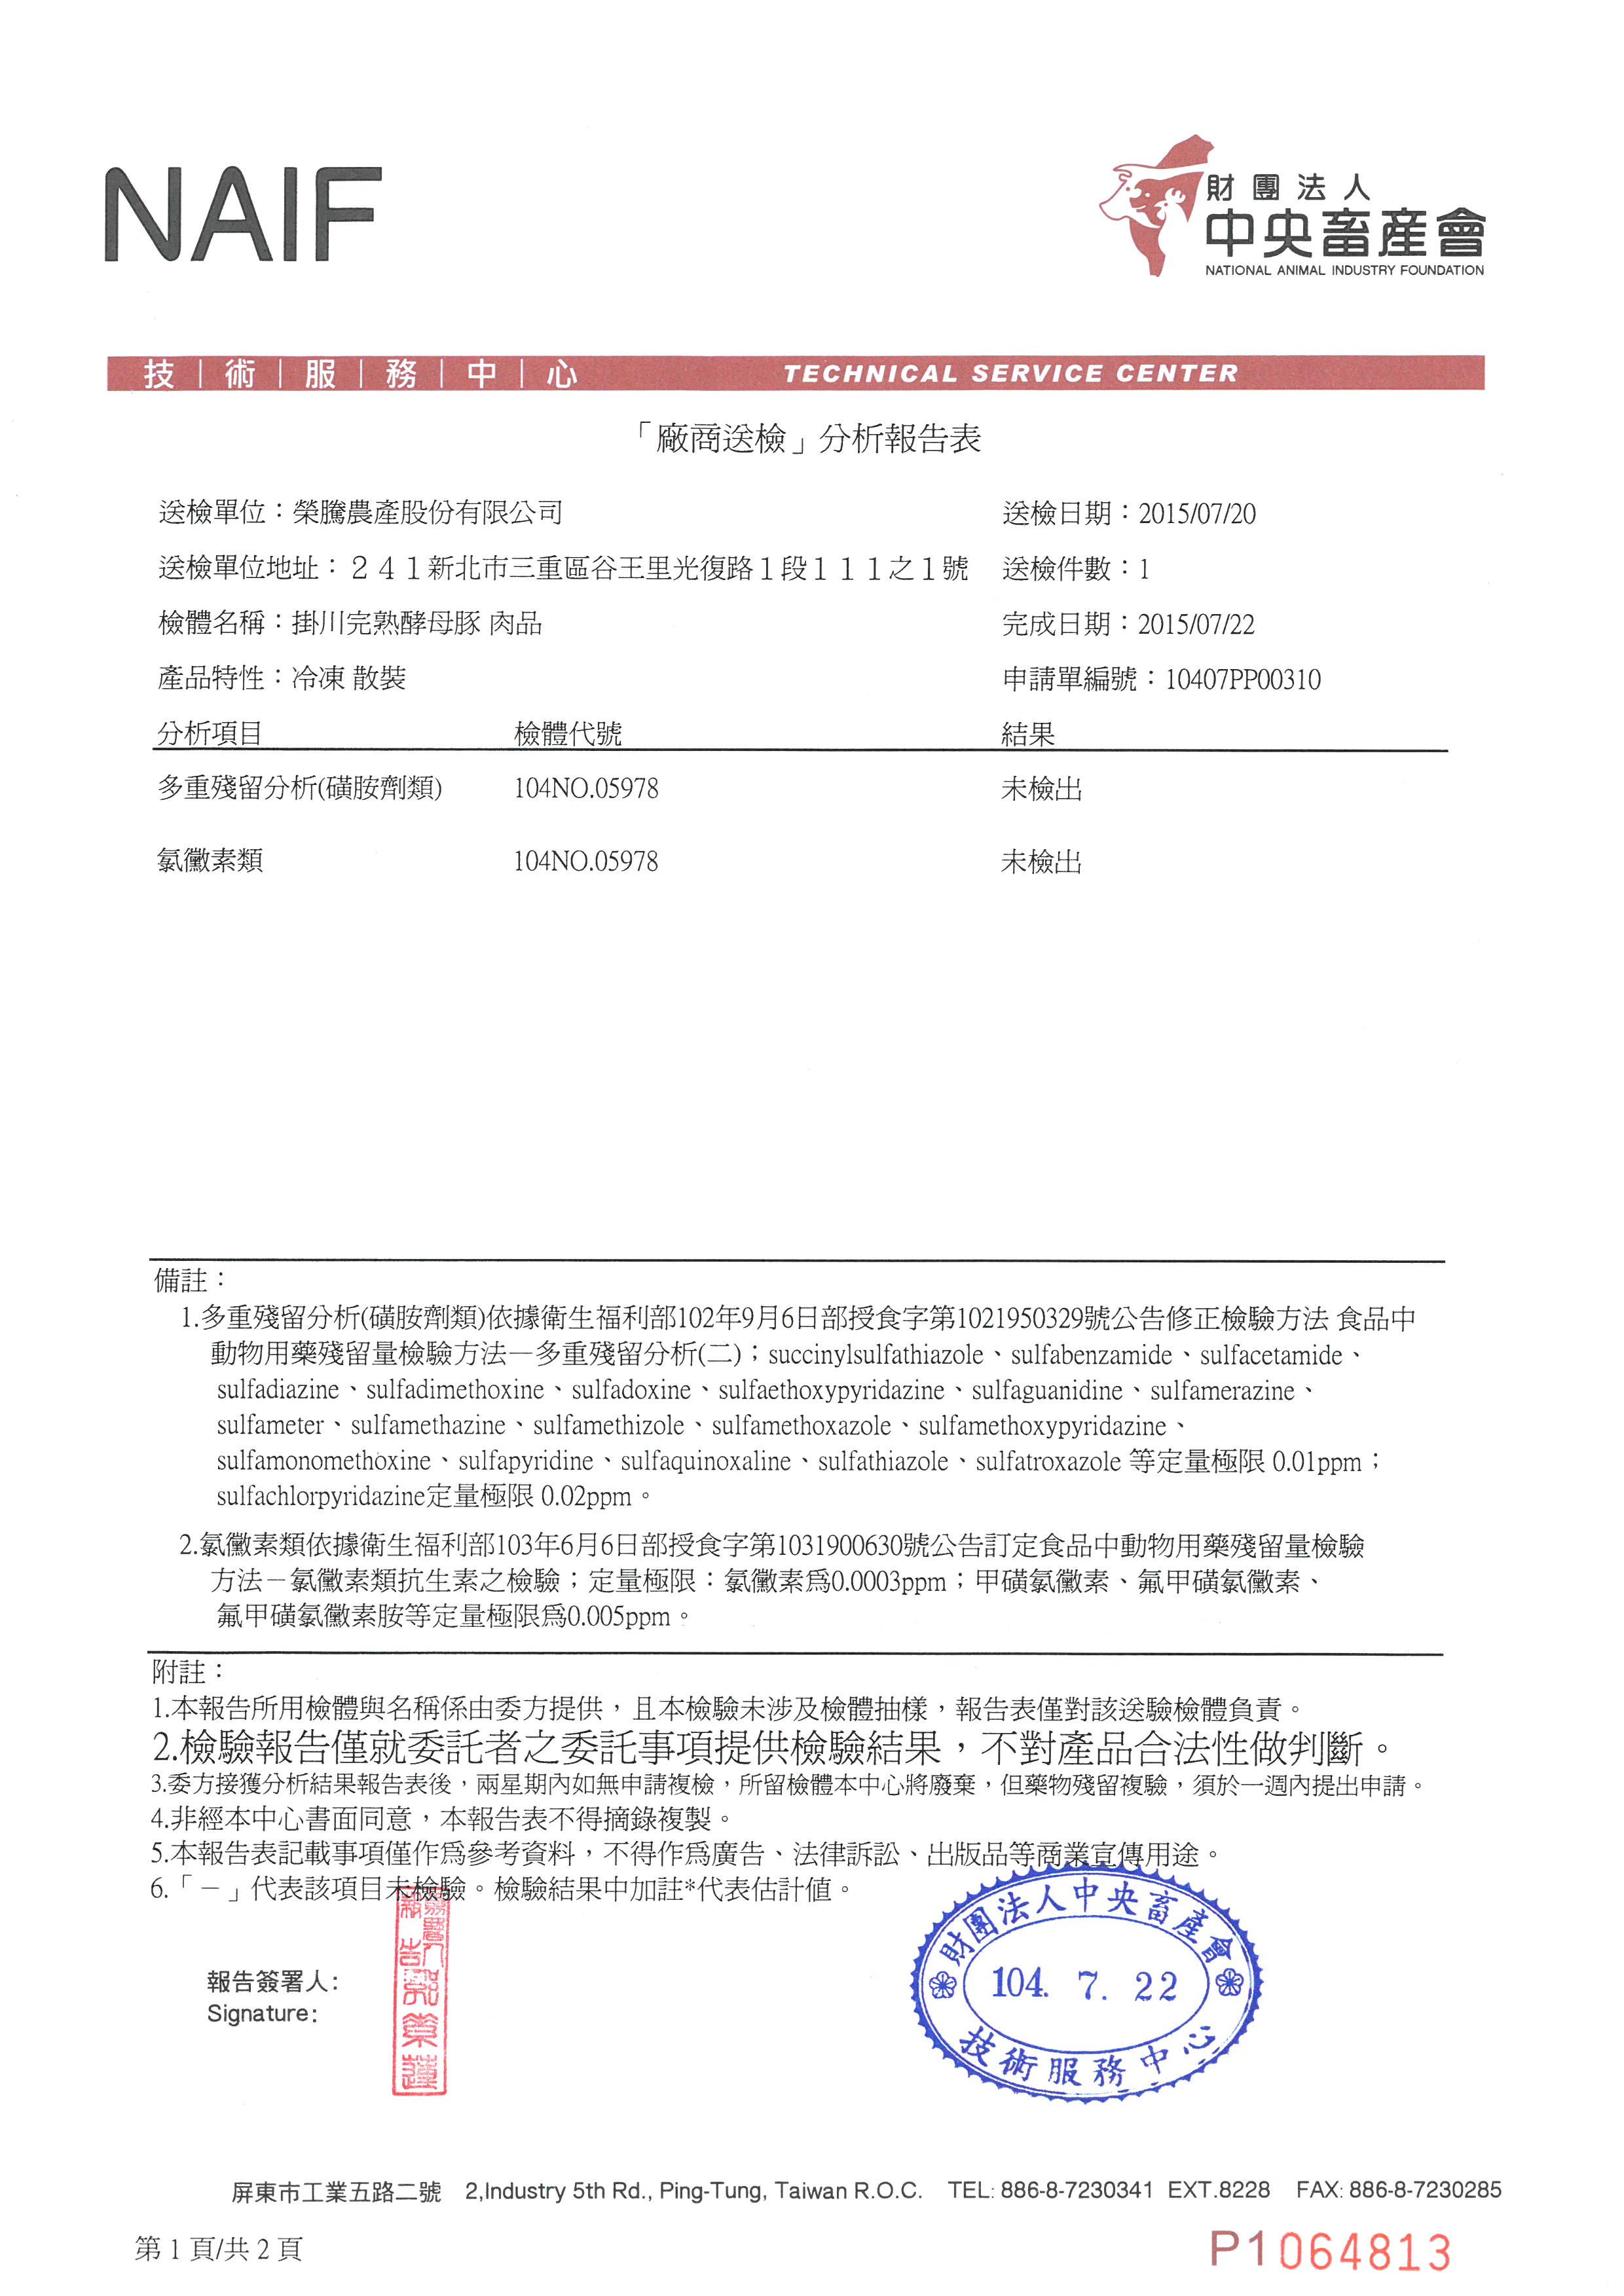 NAIF
財團法人
中央畜產會
NATIONAL ANIMAL INDUSTRY FOUNDATION
技｜術｜服｜務｜中｜心 TECHNICAL SERVICE CENTER
「廠商送檢」分析報告表
送檢單位：榮騰農產股份有限公司 送檢日期：2015/07/20
送檢單位地址：２４１新北市三重區谷王里光復路１段１１１之１號 送檢件數：1
檢體名稱：掛川完熟酵母豚 肉品 完成日期：2015/07/22
產品特性：冷凍 散裝 申請單編號：10407PP00310
分析項目 檢體代號 結果
多重殘留分析(磺胺劑類) 104NO.05978 未檢出
氯黴素類 104NO.05978 未檢出
備註：
1.多重殘留分析(磺胺劑類)依據衛生福利部102年9月6日部授食字第1021950329號公告修正檢驗方法 食品中
動物用藥殘留量檢驗方法—多重殘留分析(二)；succinylsulfathiazole、sulfabenzamide、sulfacetamide、
sulfadiazine、sulfadimethoxine、sulfadoxine、sulfaethoxypyridazine、sulfaguanidine、sulfamerazine、
sulfameter、sulfamethazine、sulfamethizole、sulfamethoxazole、sulfamethoxypyridazine、
sulfamonomethoxine、sulfapyridine、sulfaquinoxaline、sulfathiazole、sulfatroxazole 等定量極限 0.01ppm；
sulfachlorpyridazine定量極限 0.02ppm。
2.氯黴素類依據衛生福利部103年6月6日部授食字第1031900630號公告訂定食品中動物用藥殘留量檢驗
方法－氯黴素類抗生素之檢驗；定量極限：氯黴素為0.0003ppm；甲磺氯黴素、氟甲磺氯黴素、
氟甲磺氯黴素胺等定量極限為0.005ppm。
附註：
1.本報告所用檢體與名稱係由委方提供，且本檢驗未涉及檢體抽樣，報告表僅對該送驗檢體負責。
2.檢驗報告僅就委託者之委託事項提供檢驗結果，不對產品合法性做判斷。
3.委方接獲分析結果報告表後，兩星期內如無申請複檢，所留檢體本中心將廢棄，但藥物殘留複驗，須於一週內提出申請。
4.非經本中心書面同意，本報告表不得摘錄複製。
5.本報告表記載事項僅作為參考資料，不得作為廣告、法律訴訟、出版品等商業宣傳用途。
6.「－」代表該項目未檢驗。檢驗結果中加註*代表估計值。
財團法人中央畜產會
104. 7. 22
技術服務中心
報告簽署人:
Signature:
屏東市工業五路二號 2,Industry 5th Rd., Ping-Tung, Taiwan R.O.C. TEL: 886-8-7230341 EXT.8228 FAX: 886-8-7230285
第 1 頁/共 2 頁 P1064813